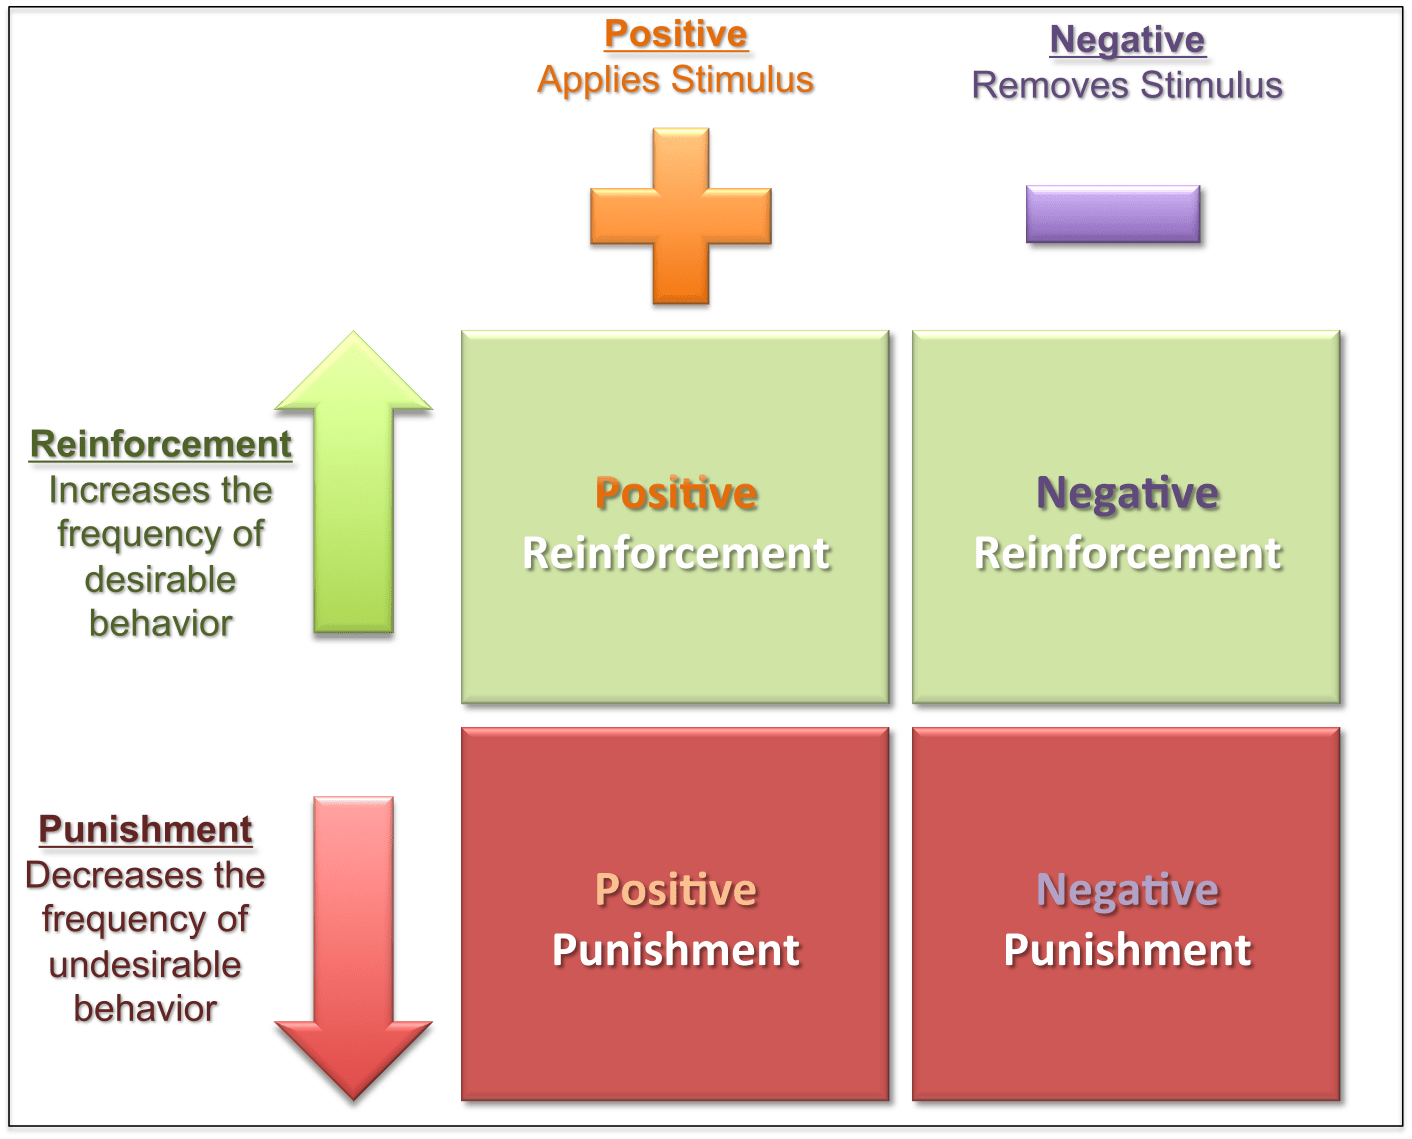 Positive
Applies Stimulus
Negative
Removes Stimulus
Reinforcement
Increases the
frequency of
desirable
behavior
Positive
Reinforcement
Negative
Reinforcement
Punishment
Decreases the
frequency of
undesirable
behavior
Positive
Punishment
Negative
Punishment